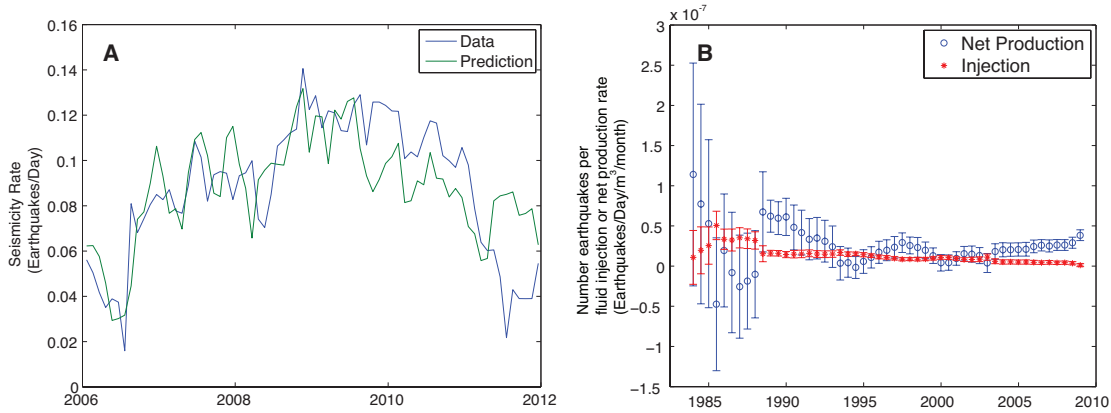 A
Data
Prediction
Seismicity Rate
(Earthquakes/Day)
0.16
0.14
0.12
0.1
0.08
0.06
0.04
0.02
0
2006
2008
2010
2012
x 10⁻⁷
B
Net Production
Injection
Number earthquakes per
fluid injection or net production rate
(Earthquakes/Day/m³/month)
3
2.5
2
1.5
1
0.5
0
−0.5
−1
−1.5
1985
1990
1995
2000
2005
2010